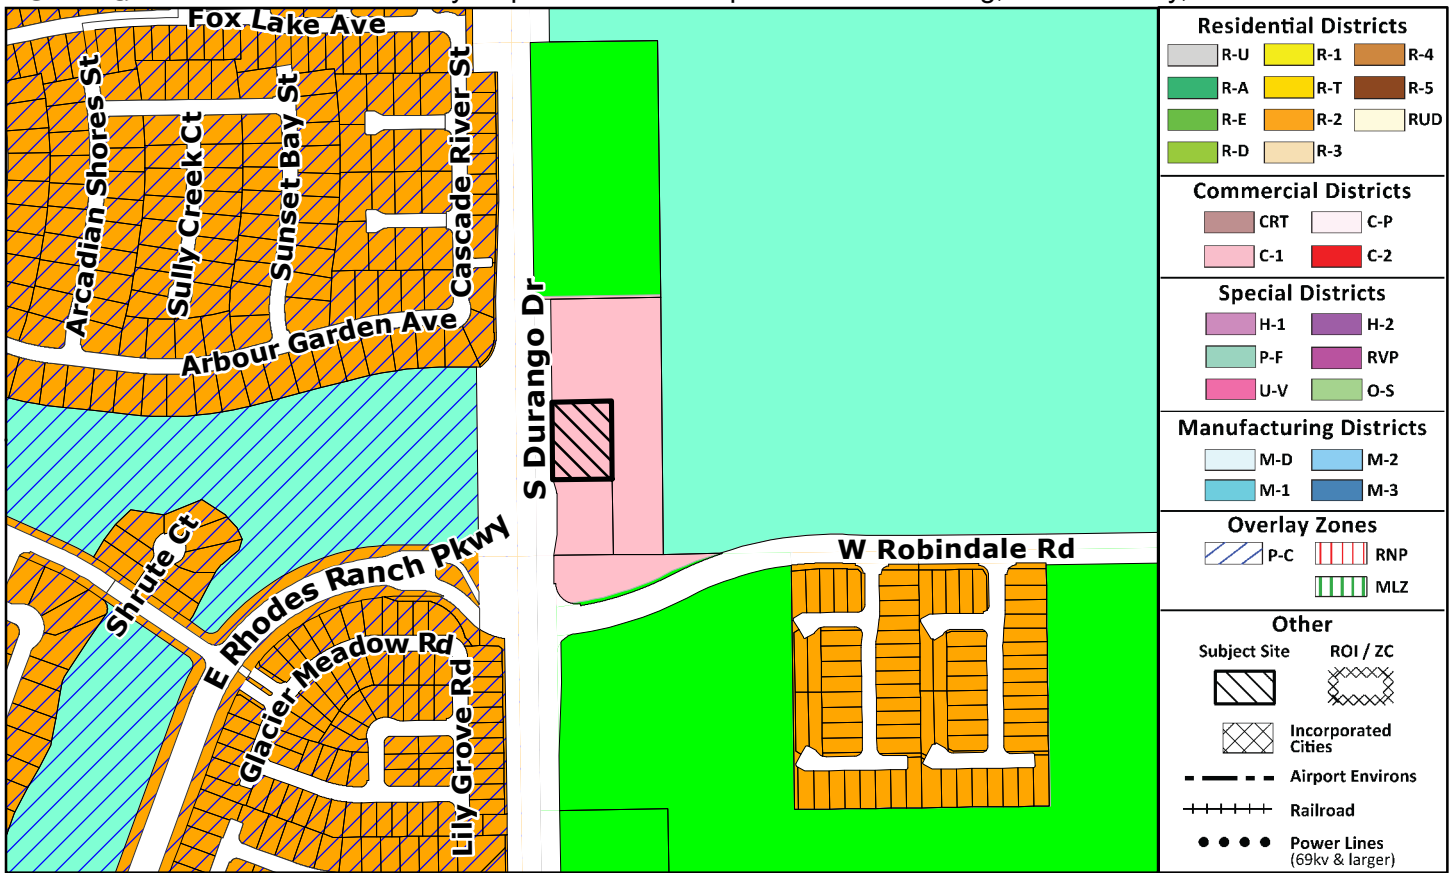 Fox Lake Ave
Arcadian Shores St
Sully Creek Ct
Sunset Bay St
Cascade River St
Arbour Garden Ave
S Durango Dr
Shrute Ct
E Rhodes Ranch Pkwy
W Robindale Rd
Glacier Meadow Rd
Lily Grove Rd
Residential Districts
R-U R-1 R-4
R-A R-T R-5
R-E R-2 RUD
R-D R-3
Commercial Districts
CRT C-P
C-1 C-2
Special Districts
H-1 H-2
P-F RVP
U-V O-S
Manufacturing Districts
M-D M-2
M-1 M-3
Overlay Zones
P-C RNP
MLZ
Other
Subject Site ROI / ZC
Incorporated
Cities
Airport Environs
Railroad
Power Lines
(69kv & larger)